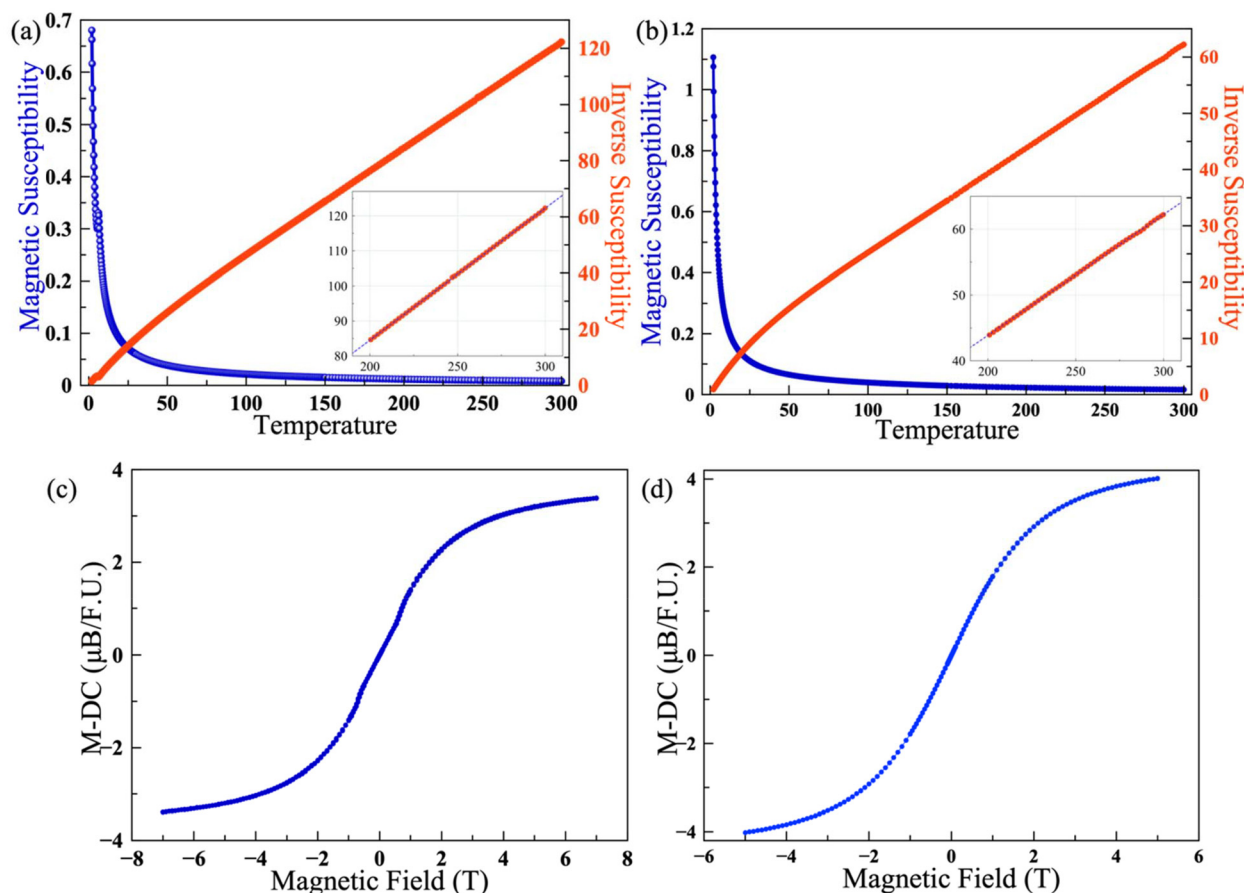 (a)
0.7
0.6
0.5
0.4
0.3
0.2
0.1
0
Magnetic Susceptibility
120
100
80
60
40
20
0
Inverse Susceptibility
120
110
100
90
80
200 250 300
0 50 100 150 200 250 300
Temperature
(b)
1.2
1
0.8
0.6
0.4
0.2
0
Magnetic Susceptibility
60
50
40
30
20
10
0
Inverse Susceptibility
60
50
40
200 250 300
0 50 100 150 200 250 300
Temperature
(c)
4
2
0
−2
−4
M-DC (μB/F.U.)
−8 −6 −4 −2 0 2 4 6 8
Magnetic Field (T)
(d)
4
2
0
−2
−4
M-DC (μB/F.U.)
−6 −4 −2 0 2 4 6
Magnetic Field (T)